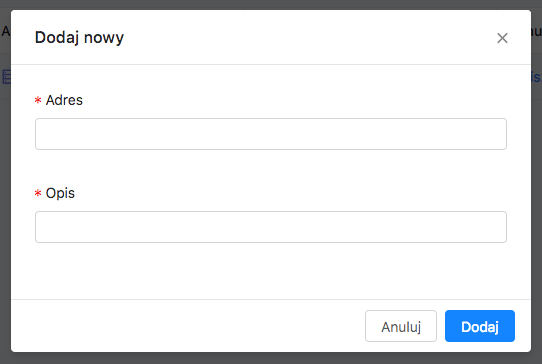 Dodaj nowy
* Adres
* Opis
Anuluj
Dodaj